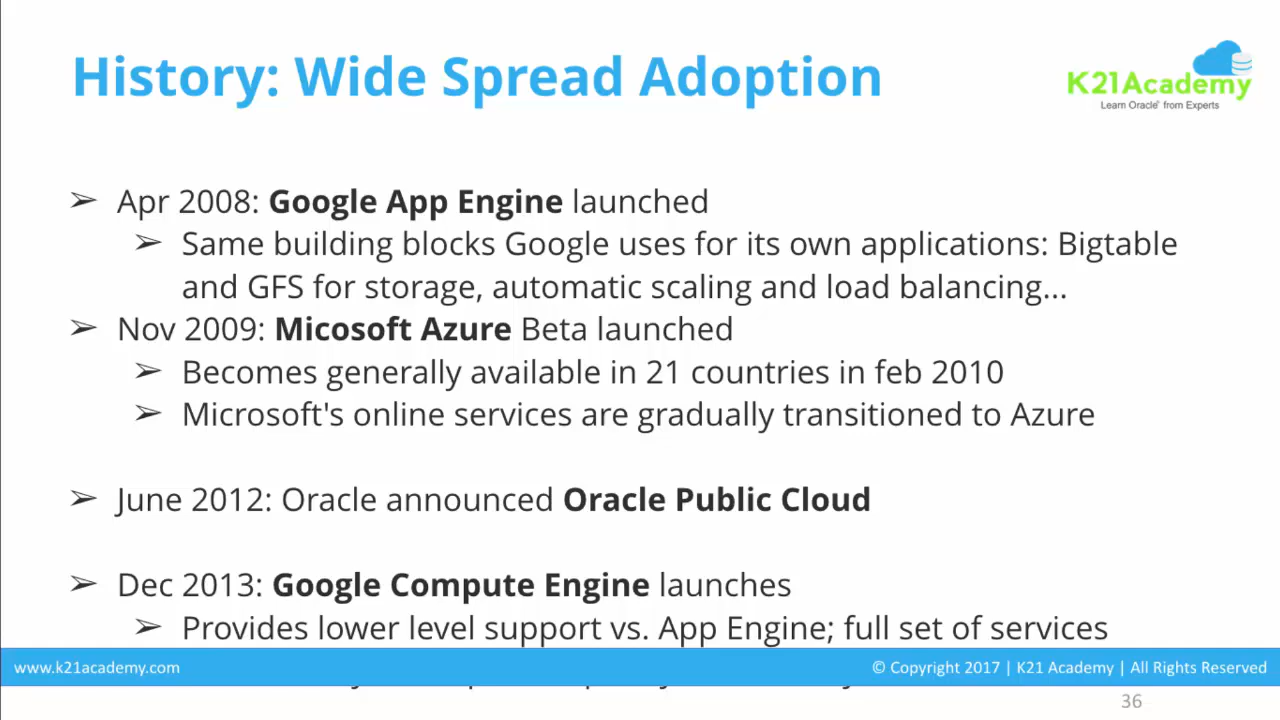 History: Wide Spread Adoption
K21Academy
Learn Oracle® from Experts
➢ Apr 2008: Google App Engine launched
➢ Same building blocks Google uses for its own applications: Bigtable
and GFS for storage, automatic scaling and load balancing...
➢ Nov 2009: Micosoft Azure Beta launched
➢ Becomes generally available in 21 countries in feb 2010
➢ Microsoft's online services are gradually transitioned to Azure
➢ June 2012: Oracle announced Oracle Public Cloud
➢ Dec 2013: Google Compute Engine launches
➢ Provides lower level support vs. App Engine; full set of services
www.k21academy.com
© Copyright 2017 | K21 Academy | All Rights Reserved
36